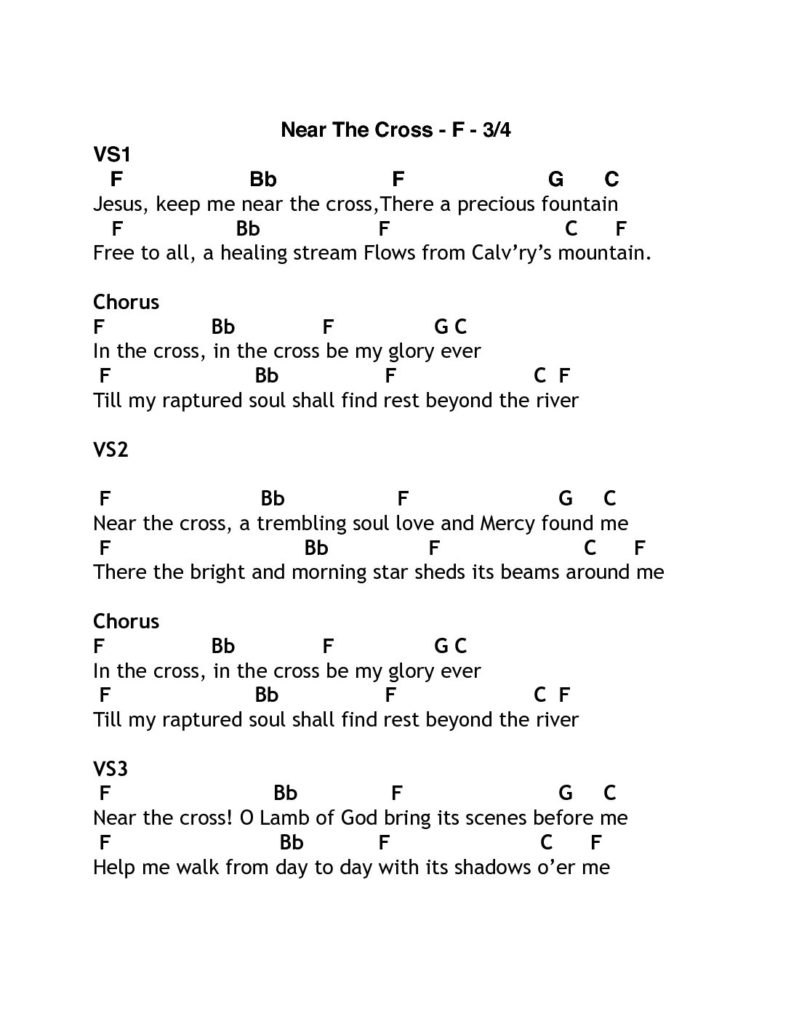 Near The Cross - F - 3/4
VS1
F Bb F G C
Jesus, keep me near the cross,There a precious fountain
F Bb F C F
Free to all, a healing stream Flows from Calv’ry’s mountain.
Chorus
F Bb F G C
In the cross, in the cross be my glory ever
F Bb F C F
Till my raptured soul shall find rest beyond the river
VS2
F Bb F G C
Near the cross, a trembling soul love and Mercy found me
F Bb F C F
There the bright and morning star sheds its beams around me
Chorus
F Bb F G C
In the cross, in the cross be my glory ever
F Bb F C F
Till my raptured soul shall find rest beyond the river
VS3
F Bb F G C
Near the cross! O Lamb of God bring its scenes before me
F Bb F C F
Help me walk from day to day with its shadows o’er me